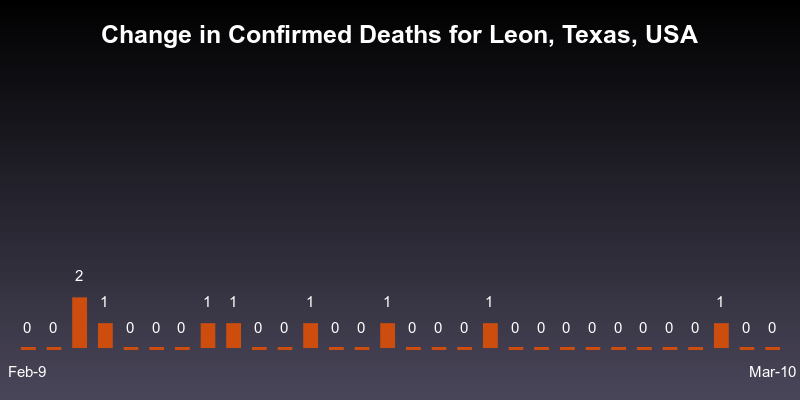 Change in Confirmed Deaths for Leon, Texas, USA
2
1 1 1 1 1 1 1
0 0 0 0 0 0 0 0 0 0 0 0 0 0 0 0 0 0 0 0 0 0
Feb-9 Mar-10